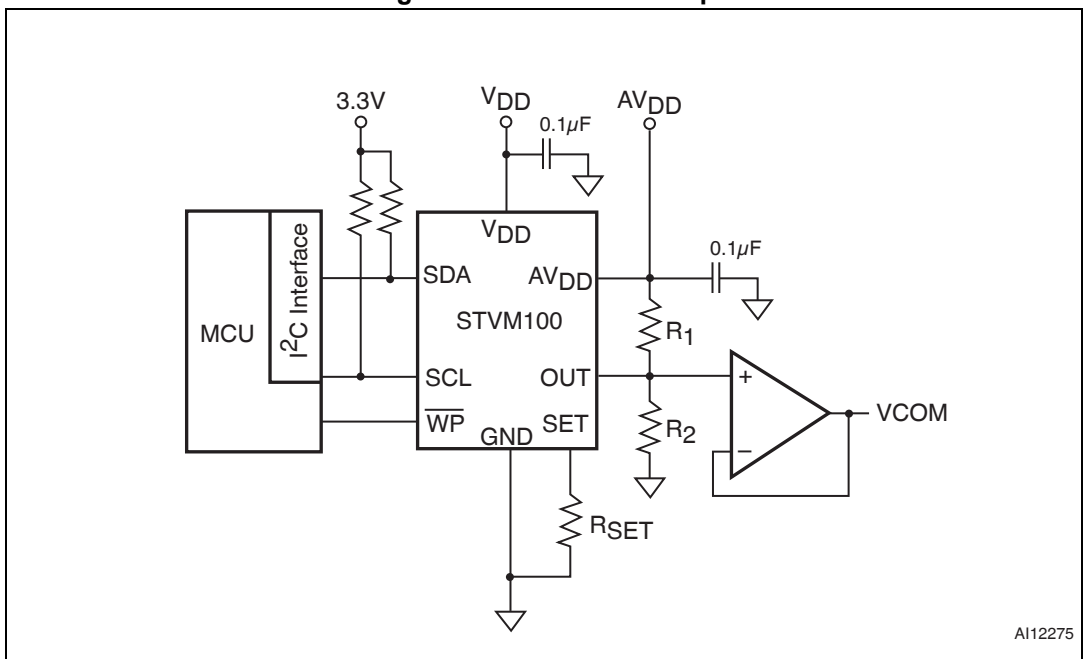 3.3V
VDD
0.1µF
AVDD
VDD
SDA
AVDD
0.1µF
MCU
I2C Interface
STVM100
R1
SCL
OUT
VCOM
WP
GND
SET
R2
RSET
+
−
AI12275